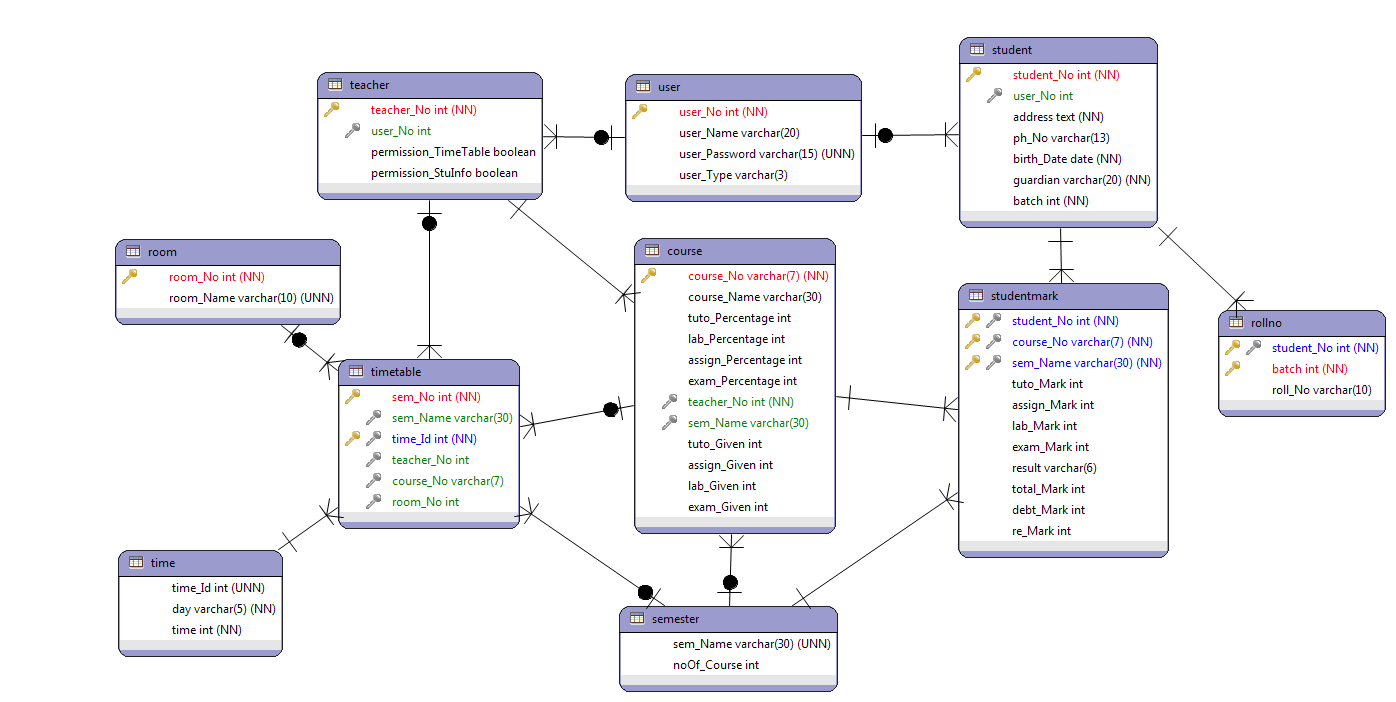 teacher
teacher_No int (NN)
user_No int
permission_TimeTable boolean
permission_StuInfo boolean
user
user_No int (NN)
user_Name varchar(20)
user_Password varchar(15) (UNN)
user_Type varchar(3)
student
student_No int (NN)
user_No int
address text (NN)
ph_No varchar(13)
birth_Date date (NN)
guardian varchar(20) (NN)
batch int (NN)
room
room_No int (NN)
room_Name varchar(10) (UNN)
course
course_No varchar(7) (NN)
course_Name varchar(30)
tuto_Percentage int
lab_Percentage int
assign_Percentage int
exam_Percentage int
teacher_No int (NN)
sem_Name varchar(30)
tuto_Given int
assign_Given int
lab_Given int
exam_Given int
studentmark
student_No int (NN)
course_No varchar(7) (NN)
sem_Name varchar(30) (NN)
tuto_Mark int
assign_Mark int
lab_Mark int
exam_Mark int
result varchar(6)
total_Mark int
debt_Mark int
re_Mark int
rollno
student_No int (NN)
batch int (NN)
roll_No varchar(10)
timetable
sem_No int (NN)
sem_Name varchar(30)
time_Id int (NN)
teacher_No int
course_No varchar(7)
room_No int
time
time_Id int (UNN)
day varchar(5) (NN)
time int (NN)
semester
sem_Name varchar(30) (UNN)
noOf_Course int